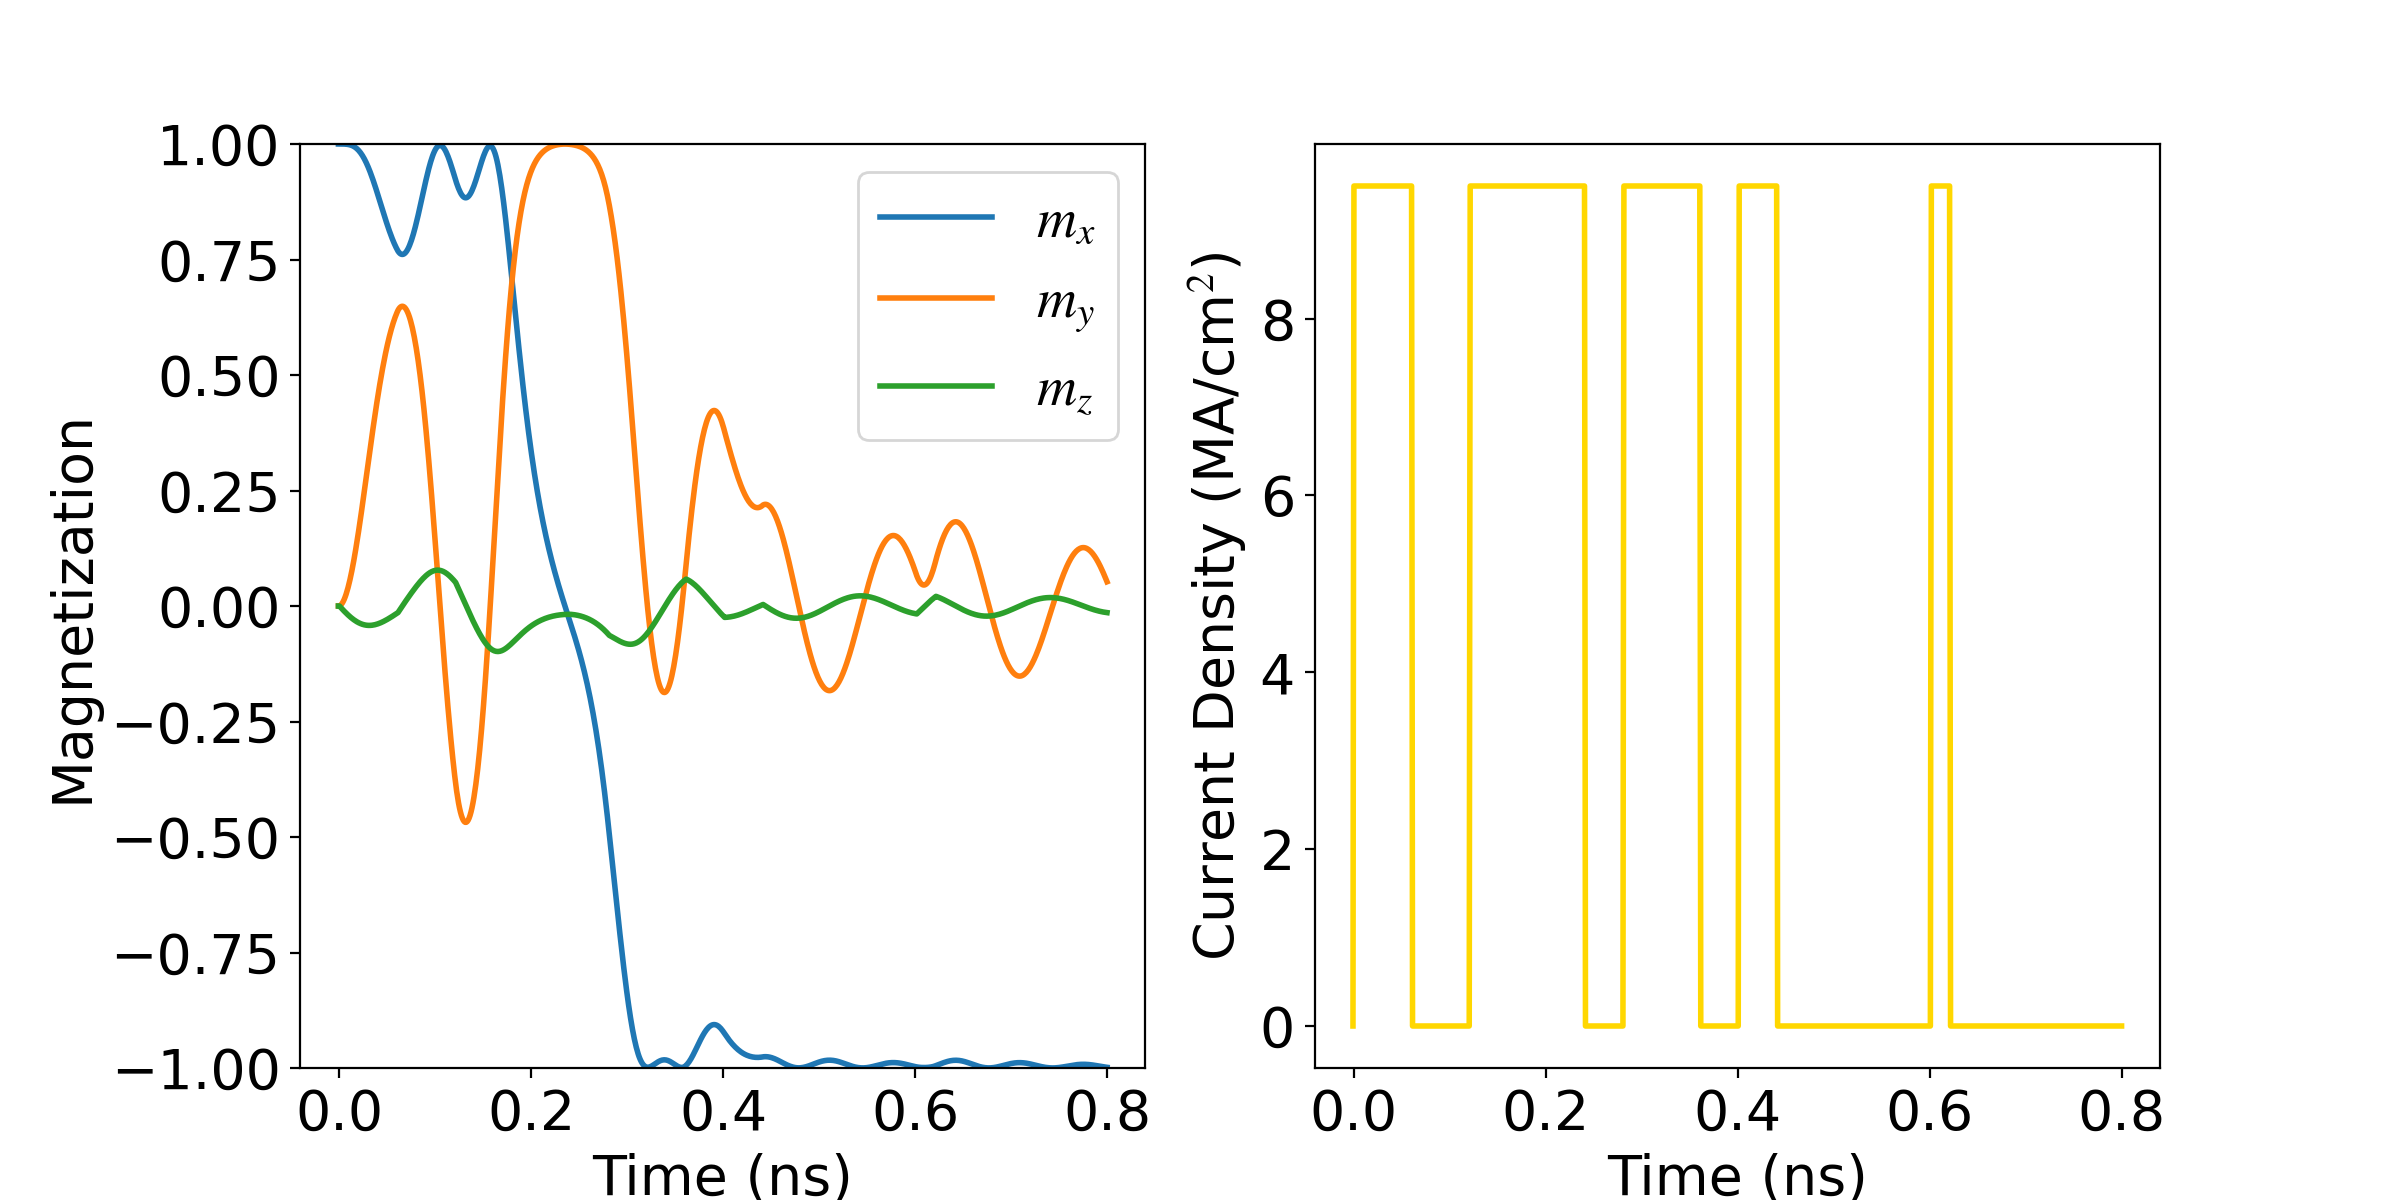 1.00
0.75
0.50
0.25
0.00
−0.25
−0.50
−0.75
−1.00
Magnetization
0.0 0.2 0.4 0.6 0.8
Time (ns)
m_x
m_y
m_z
8
6
4
2
0
Current Density (MA/cm²)
0.0 0.2 0.4 0.6 0.8
Time (ns)